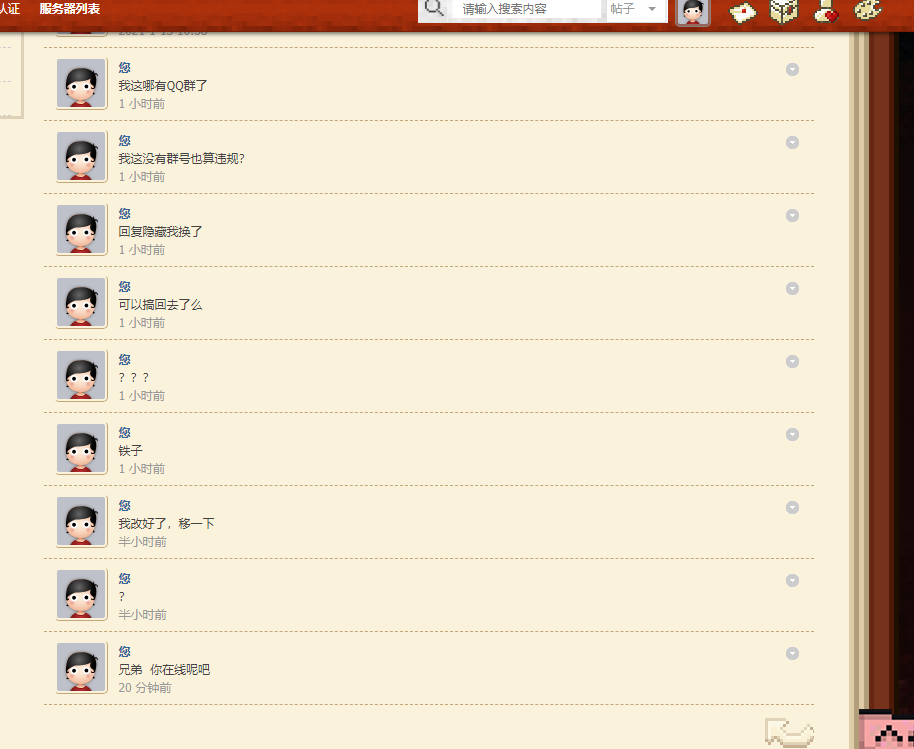 认证 服务器列表 请输入搜索内容 帖子
2021-1-15 16:56
您
我这哪有QQ群了
1 小时前
您
我这没有群号也算违规?
1 小时前
您
回复隐藏我换了
1 小时前
您
可以搞回去了么
1 小时前
您
？？？
1 小时前
您
铁子
1 小时前
您
我改好了，移一下
半小时前
您
?
半小时前
您
兄弟 你在线呢吧
20 分钟前